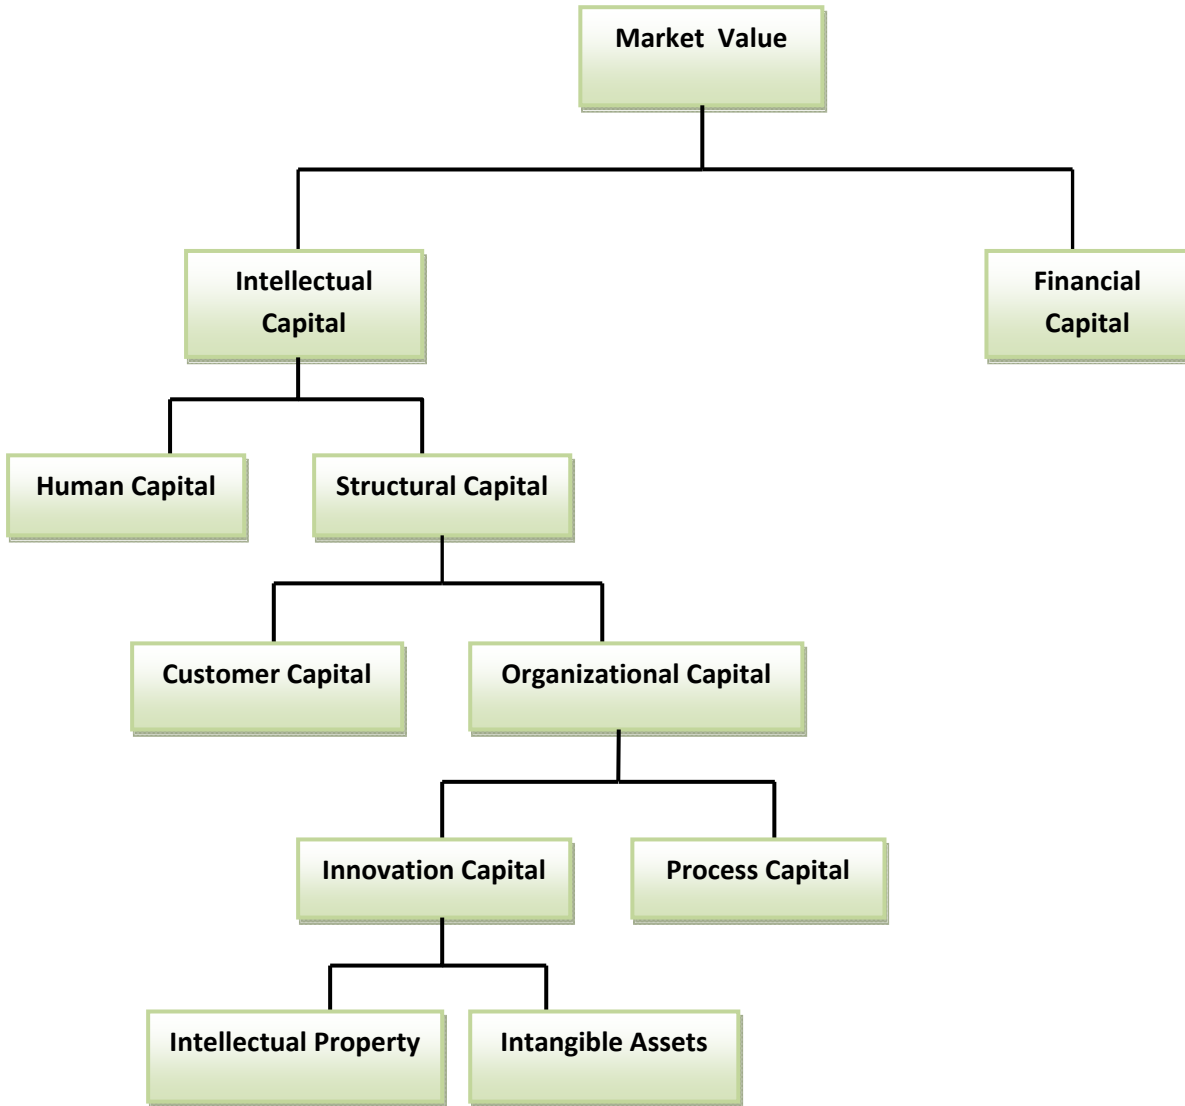 Market Value
Intellectual
Capital
Financial
Capital
Human Capital
Structural Capital
Customer Capital
Organizational Capital
Innovation Capital
Process Capital
Intellectual Property
Intangible Assets